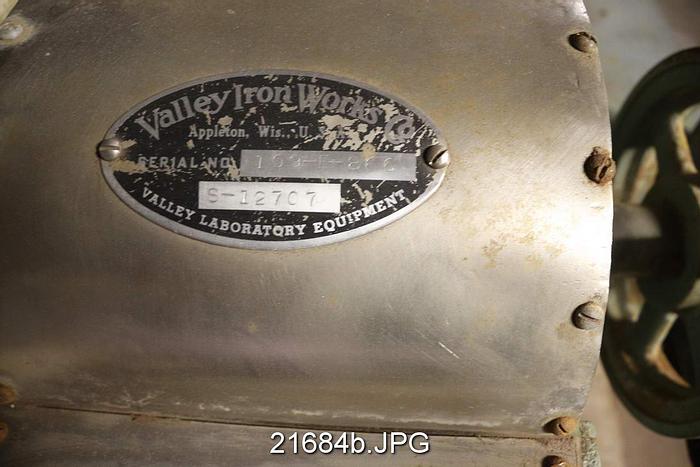 Valley Iron Works Co
Appleton, Wis., U.
SERIAL NO.
S-12707
VALLEY LABORATORY EQUIPMENT
21684b.JPG